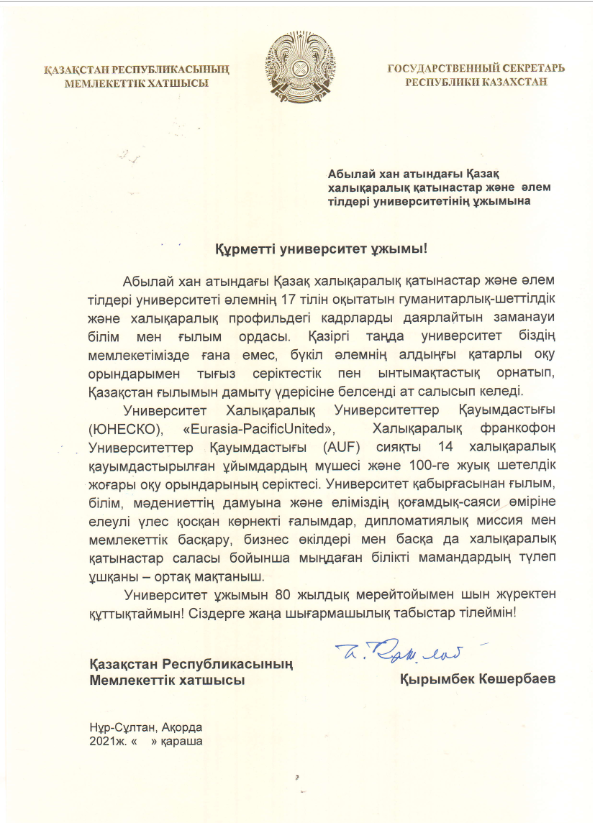 ҚАЗАҚСТАН РЕСПУБЛИКАСЫНЫҢ
МЕМЛЕКЕТТІК ХАТШЫСЫ
ГОСУДАРСТВЕННЫЙ СЕКРЕТАРЬ
РЕСПУБЛИКИ КАЗАХСТАН
Абылай хан атындағы Қазақ
халықаралық қатынастар және әлем
тілдері университетінің ұжымына
Құрметті университет ұжымы!
Абылай хан атындағы Қазақ халықаралық қатынастар және әлем
тілдері университеті әлемнің 17 тілін оқытатын гуманитарлық-шеттілдік
және халықаралық профильдегі кадрларды даярлайтын заманауи
білім мен ғылым ордасы. Қазіргі таңда университет біздің
мемлекетімізде ғана емес, бүкіл әлемнің алдыңғы қатарлы оқу
орындарымен тығыз серіктестік пен ынтымақтастық орнатып,
Қазақстан ғылымын дамыту үдерісіне белсенді ат салысып келеді.
Университет Халықаралық Университеттер Қауымдастығы
(ЮНЕСКО), «Eurasia-PacificUnited», Халықаралық франкофон
Университеттер Қауымдастығы (AUF) сияқты 14 халықаралық
қауымдастырылған ұйымдардың мүшесі және 100-ге жуық шетелдік
жоғары оқу орындарының серіктесі. Университет қабырғасынан ғылым,
білім, мәдениеттің дамуына және еліміздің қоғамдық-саяси өміріне
елеулі үлес қосқан көрнекті ғалымдар, дипломатиялық миссия мен
мемлекеттік басқару, бизнес өкілдері мен басқа да халықаралық
қатынастар саласы бойынша мыңдаған білікті мамандардың түлеп
ұшқаны – ортақ мақтаныш.
Университет ұжымын 80 жылдық мерейтойымен шын жүректен
құттықтаймын! Сіздерге жаңа шығармашылық табыстар тілеймін!
Қазақстан Республикасының
Мемлекеттік хатшысы
Қырымбек Көшербаев
Нұр-Сұлтан, Ақорда
2021ж. « » қараша